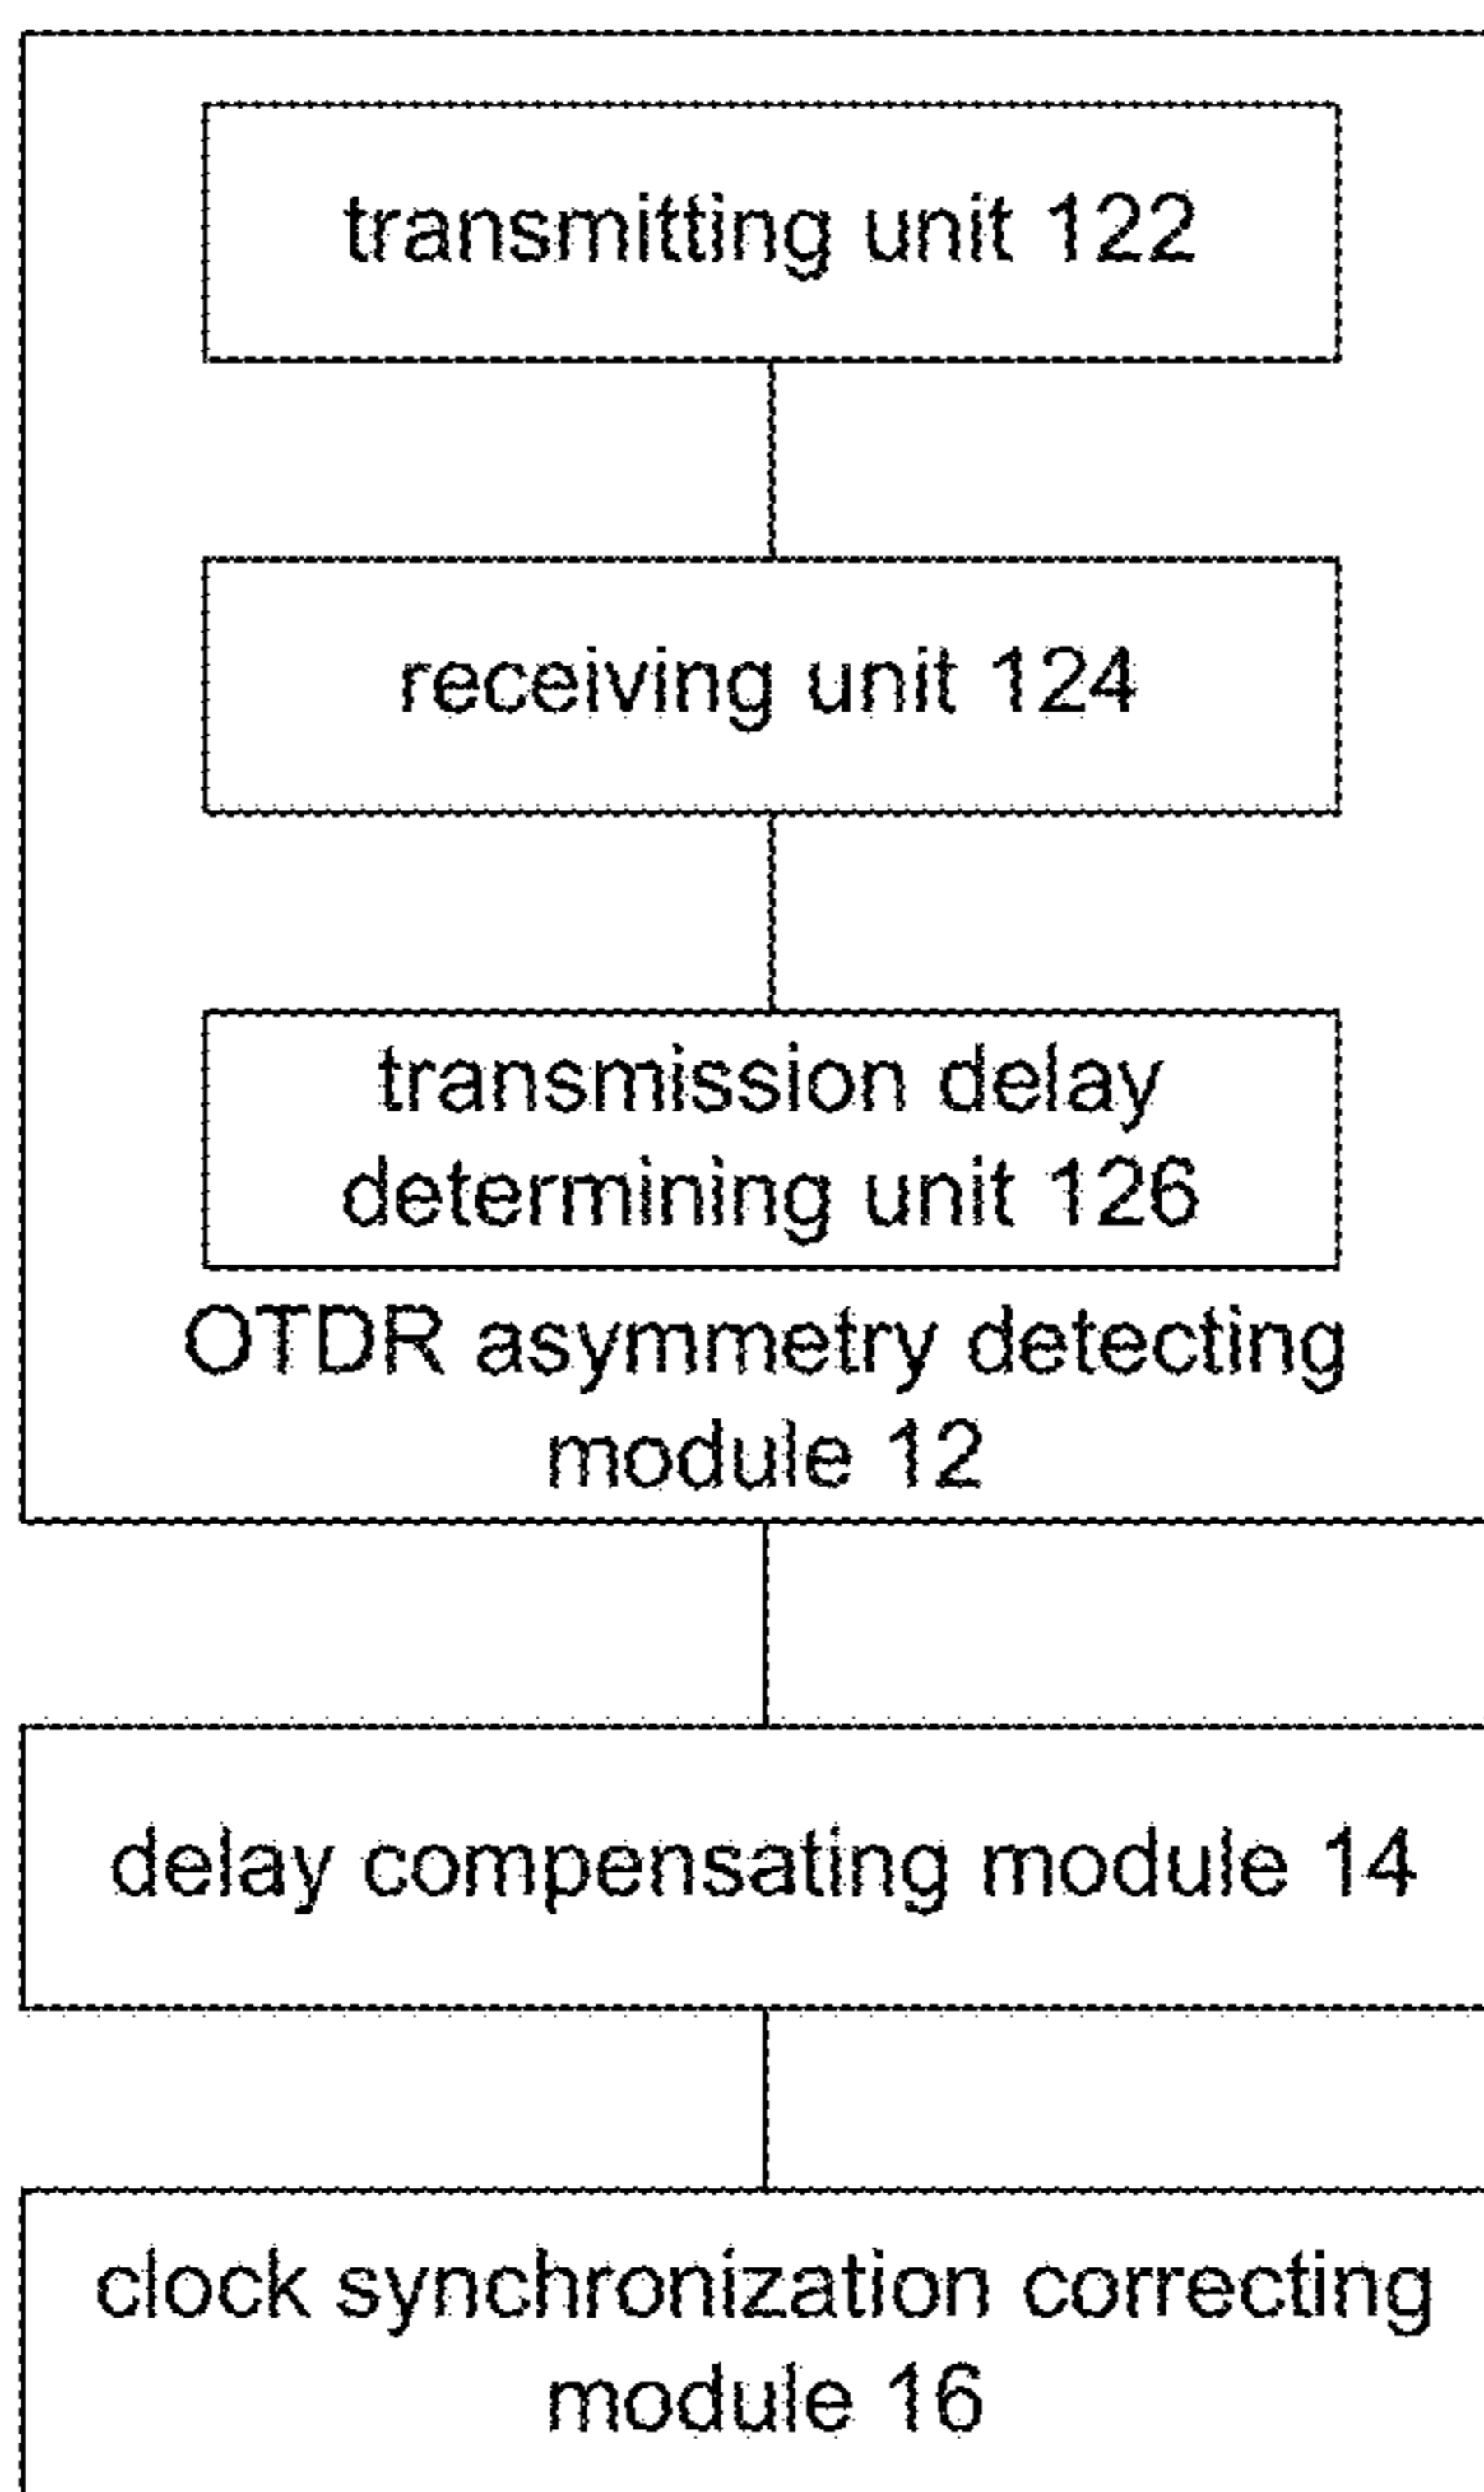 transmitting unit 122
receiving unit 124
transmission delay
determining unit 126
OTDR asymmetry detecting
module 12
delay compensating module 14
clock synchronization correcting
module 16